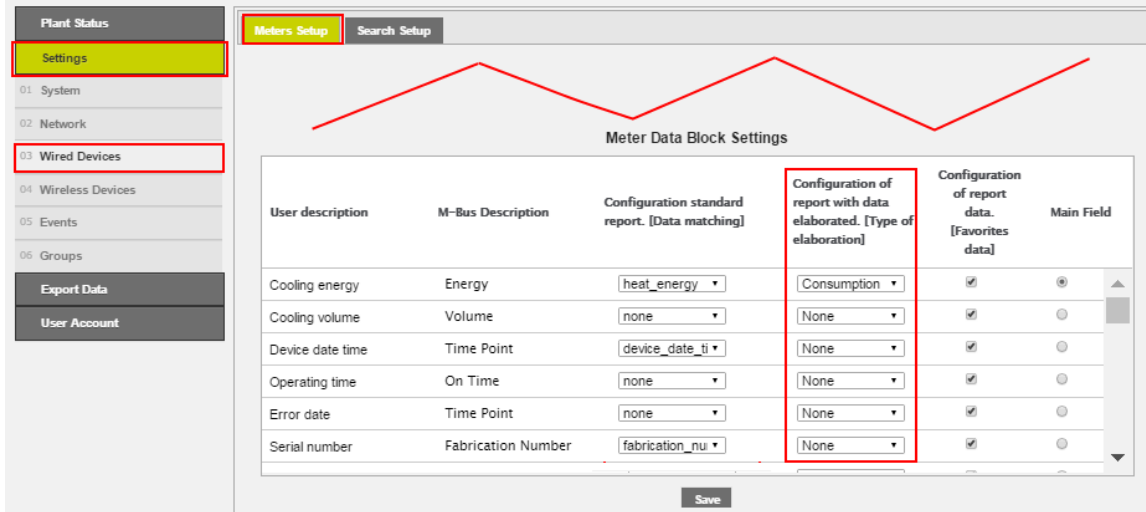 Plant Status
Settings
01 System
02 Network
03 Wired Devices
04 Wireless Devices
05 Events
06 Groups
Export Data
User Account
Meters Setup Search Setup
Meter Data Block Settings
User description
M-Bus Description
Configuration standard
report. [Data matching]
Configuration of
report with data
elaborated. [Type of
elaboration]
Configuration
of report
data.
[Favorites
data]
Main Field
Cooling energy Energy heat_energy Consumption
Cooling volume Volume none None
Device date time Time Point device_date_ti None
Operating time On Time none None
Error date Time Point none None
Serial number Fabrication Number fabrication_nu None
Save